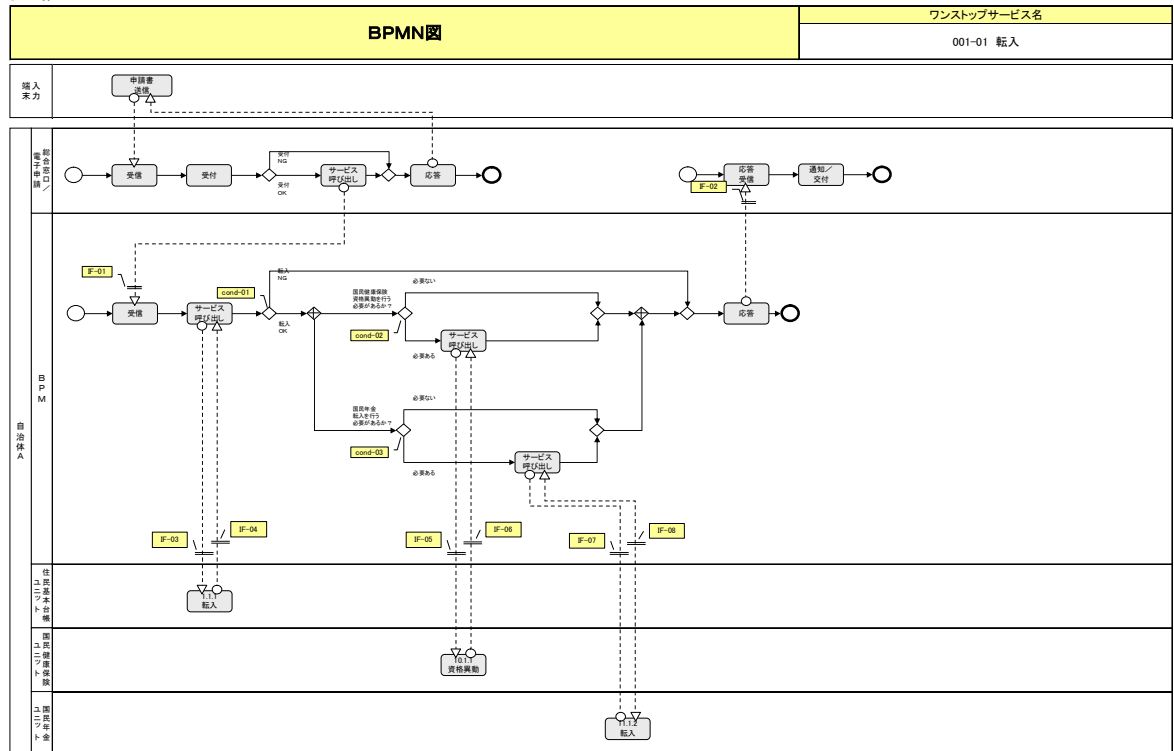 BPMN図
ワンストップサービス名
001-01 転入
入力
端末
申請書
送信
自治体A
総合窓口/
電子申請
受信
受付
受付
NG
受付
OK
サービス
呼び出し
応答
IF-02
応答
受信
通知/
交付
BPM
IF-01
受信
サービス
呼び出し
cond-01
転入
NG
転入
OK
国民健康保険
資格異動を行う
必要があるか?
cond-02
必要ない
必要ある
サービス
呼び出し
応答
国民年金
転入を行う
必要があるか?
cond-03
必要ない
必要ある
サービス
呼び出し
IF-03
IF-04
IF-05
IF-06
IF-07
IF-08
住民基本台帳
ユニット
1.1.1
転入
国民健康保険
ユニット
10.1.1
資格異動
国民年金
ユニット
11.1.2
転入